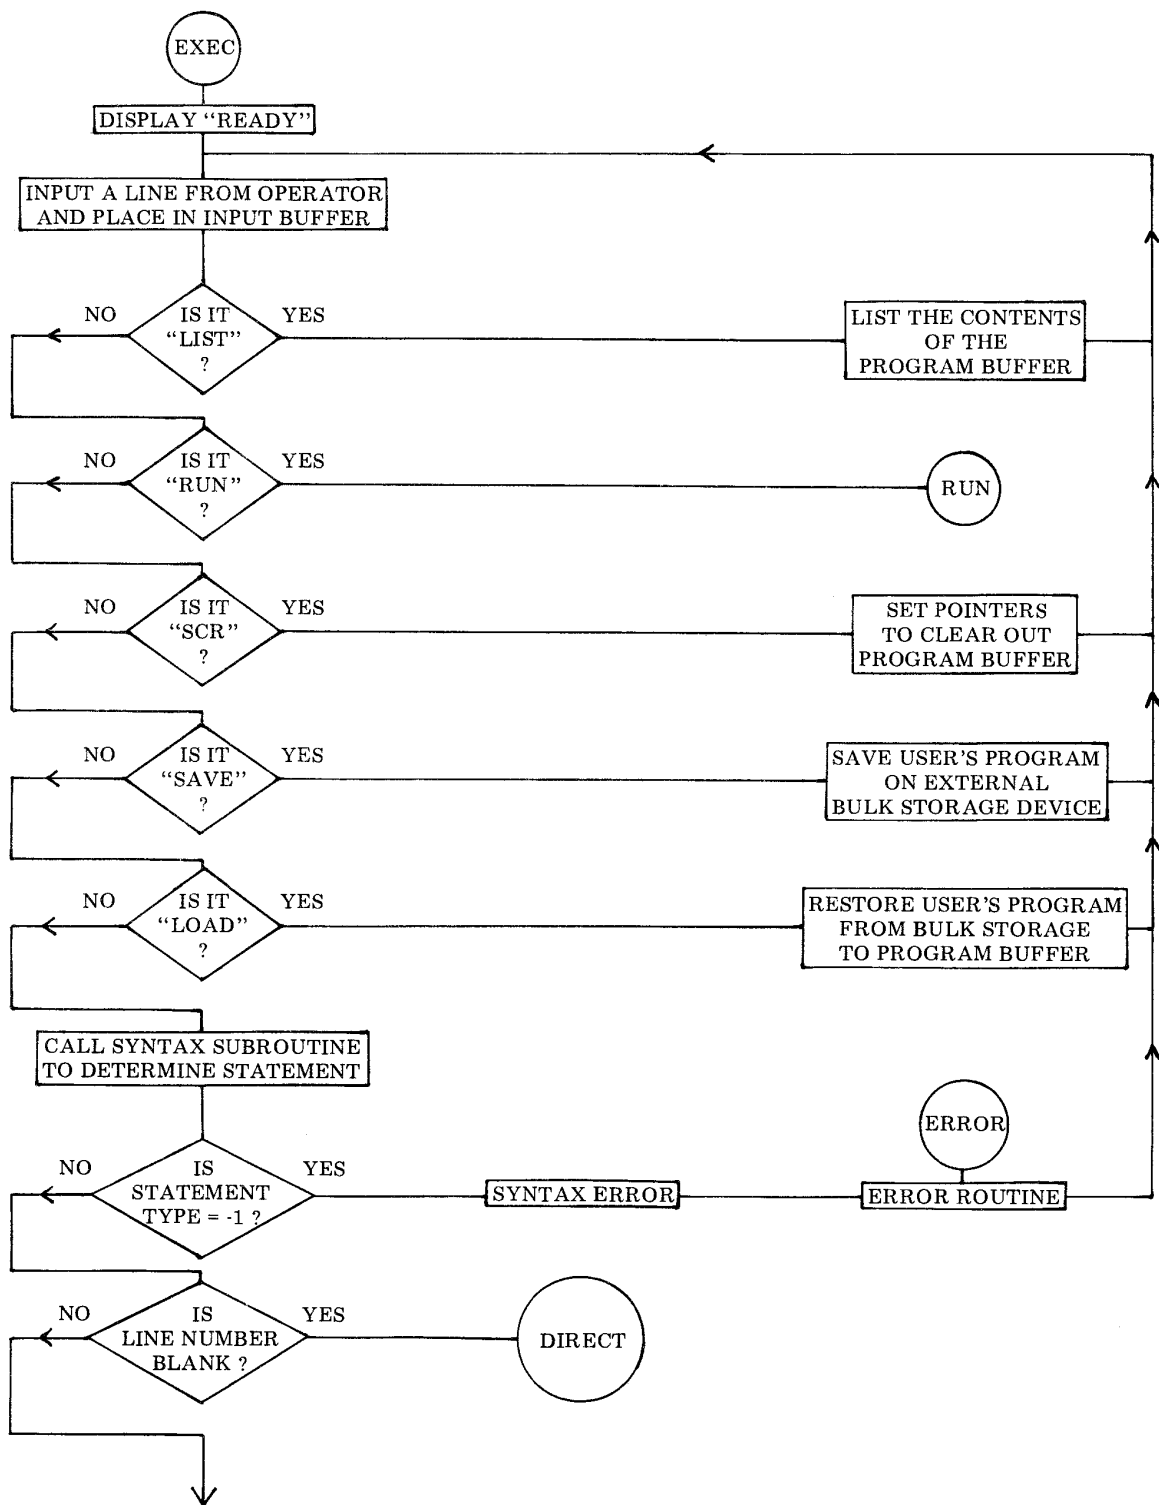 EXEC
DISPLAY “READY”
INPUT A LINE FROM OPERATOR
AND PLACE IN INPUT BUFFER
NO
IS IT
“LIST”
?
YES
LIST THE CONTENTS
OF THE
PROGRAM BUFFER
NO
IS IT
“RUN”
?
YES
RUN
NO
IS IT
“SCR”
?
YES
SET POINTERS
TO CLEAR OUT
PROGRAM BUFFER
NO
IS IT
“SAVE”
?
YES
SAVE USER'S PROGRAM
ON EXTERNAL
BULK STORAGE DEVICE
NO
IS IT
“LOAD”
?
YES
RESTORE USER'S PROGRAM
FROM BULK STORAGE
TO PROGRAM BUFFER
CALL SYNTAX SUBROUTINE
TO DETERMINE STATEMENT
NO
IS
STATEMENT
TYPE = -1 ?
YES
SYNTAX ERROR
ERROR
ERROR ROUTINE
NO
IS
LINE NUMBER
BLANK ?
YES
DIRECT